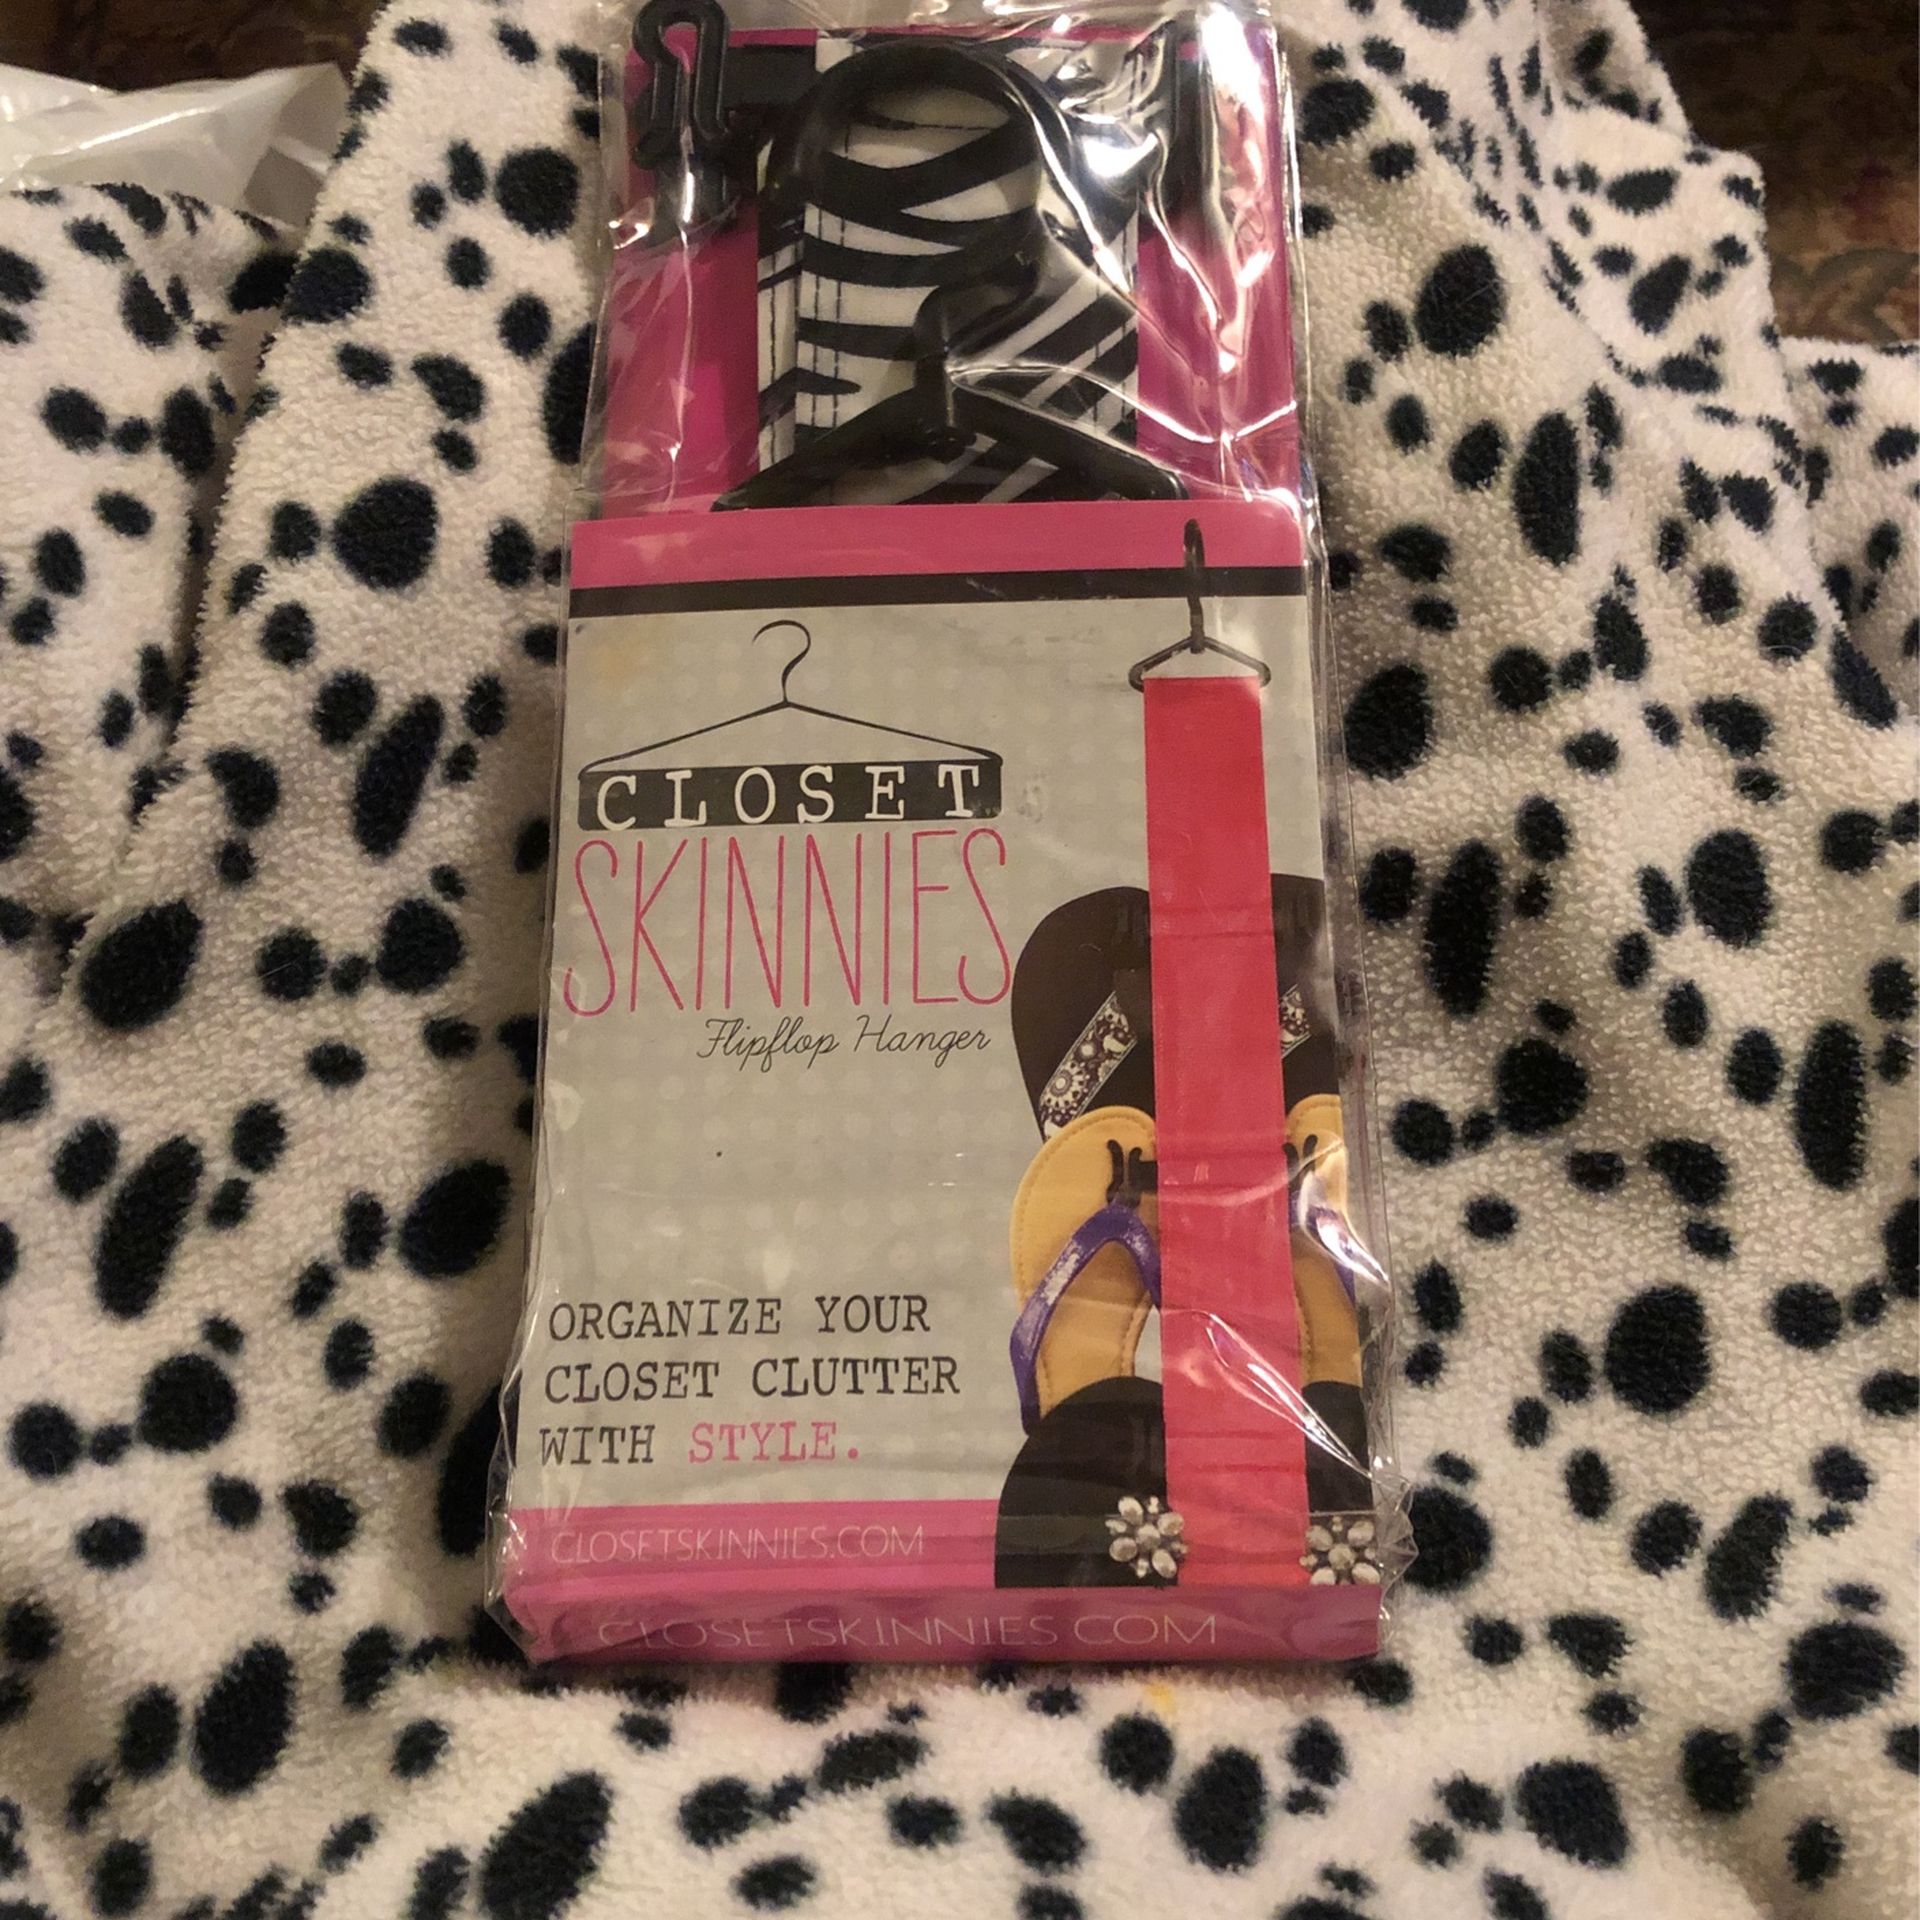 CLOSET
SKINNIES
Flipflop Hanger
ORGANIZE YOUR
CLOSET CLUTTER
WITH STYLE.
CLOSETSKINNIES.COM
CLOSETSKINNIES.COM